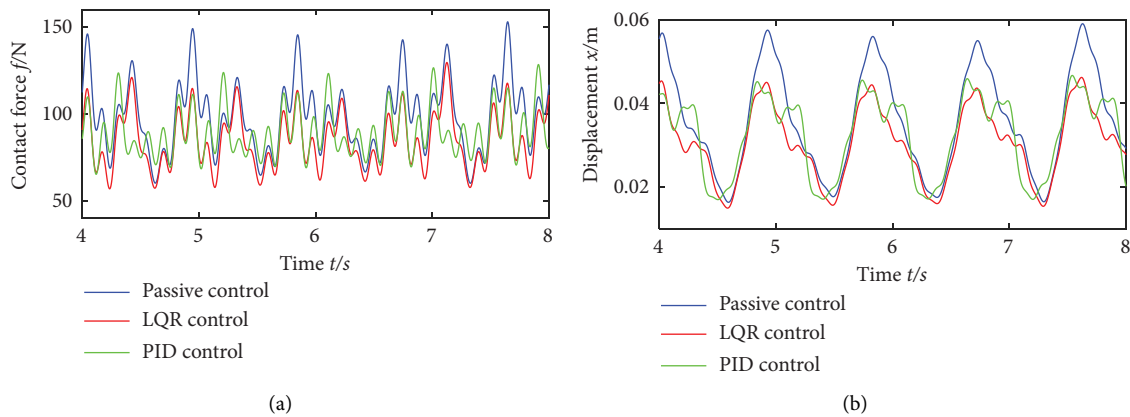 Contact force f/N
150
100
50
4
5
6
7
8
Time t/s
Passive control
LQR control
PID control
(a)
Displacement x/m
0.06
0.04
0.02
4
5
6
7
8
Time t/s
Passive control
LQR control
PID control
(b)